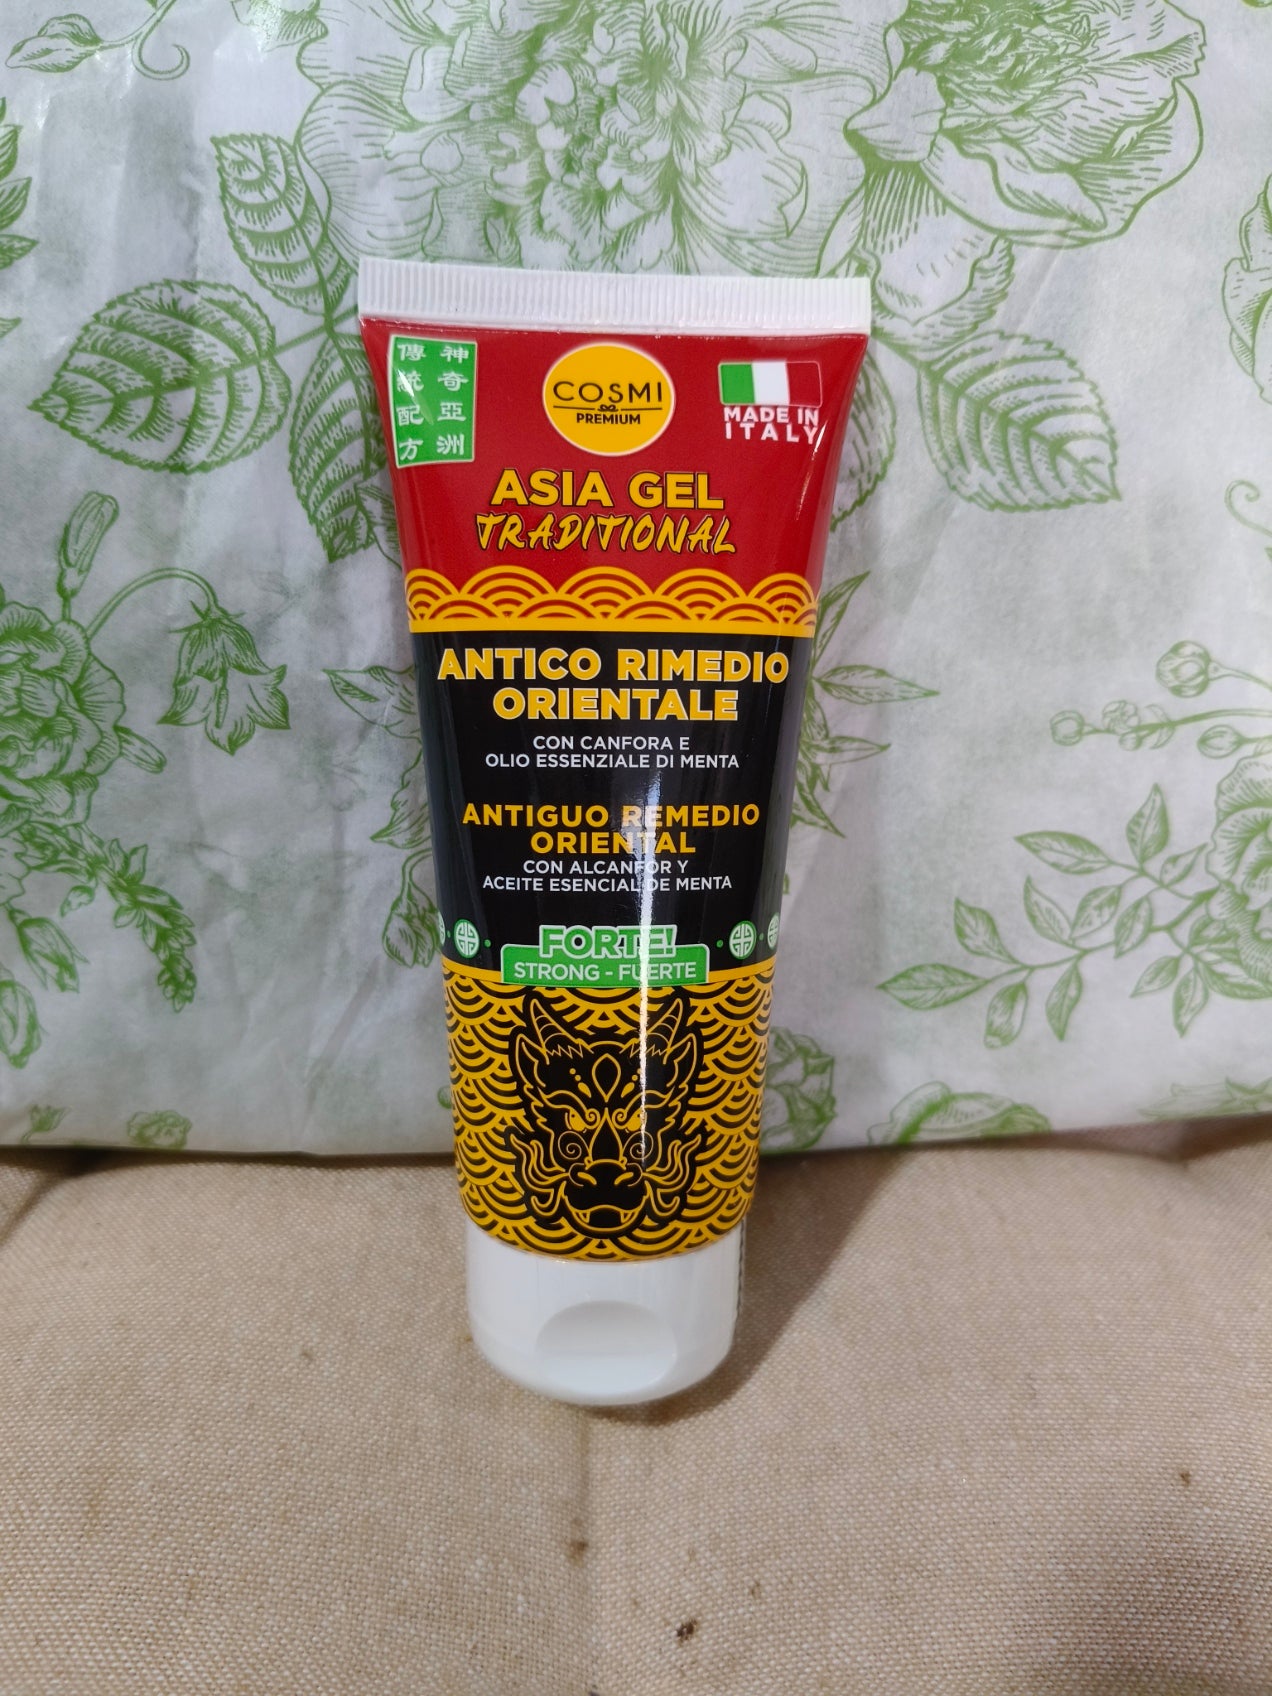 神奇亞洲
傳統配方
COSMI
PREMIUM
MADE IN
ITALY
ASIA GEL
TRADITIONAL
ANTICO RIMEDIO
ORIENTALE
CON CANFORA E
OLIO ESSENZIALE DI MENTA
ANTIGUO REMEDIO
ORIENTAL
CON ALCANFOR Y
ACEITE ESENCIAL DE MENTA
FORTE!
STRONG - FUERTE